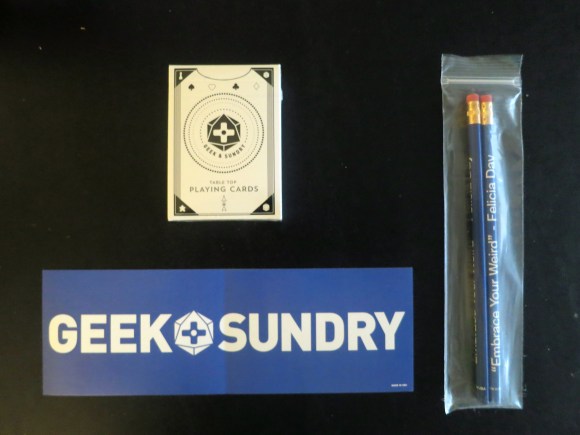 GEEK & SUNDRY
TABLE-TOP
PLAYING CARDS
GEEK SUNDRY
"Embrace Your Weird" - Felicia Day